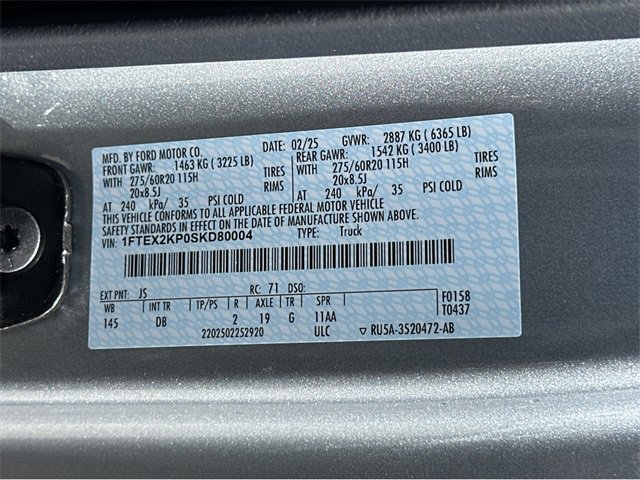 MFD. BY FORD MOTOR CO. DATE: 02/25 GVWR: 2887 KG ( 6365 LB)
FRONT GAWR: 1463 KG ( 3225 LB) REAR GAWR: 1542 KG ( 3400 LB)
WITH 275/60R20 115H TIRES WITH 275/60R20 115H TIRES
20x8.5J RIMS 20x8.5J RIMS
AT 240 kPa/ 35 PSI COLD AT 240 kPa/ 35 PSI COLD
THIS VEHICLE CONFORMS TO ALL APPLICABLE FEDERAL MOTOR VEHICLE
SAFETY STANDARDS IN EFFECT ON THE DATE OF MANUFACTURE SHOWN ABOVE.
VIN: 1FTEX2KP0SKD80004 TYPE: Truck
EXT PNT: JS RC: 71 DSO:
WB INT TR TP/PS R AXLE TR SPR F0158
145 DB 2 19 G 11AA T0437
2202502252920 ULC ▽ RU5A-3520472-AB